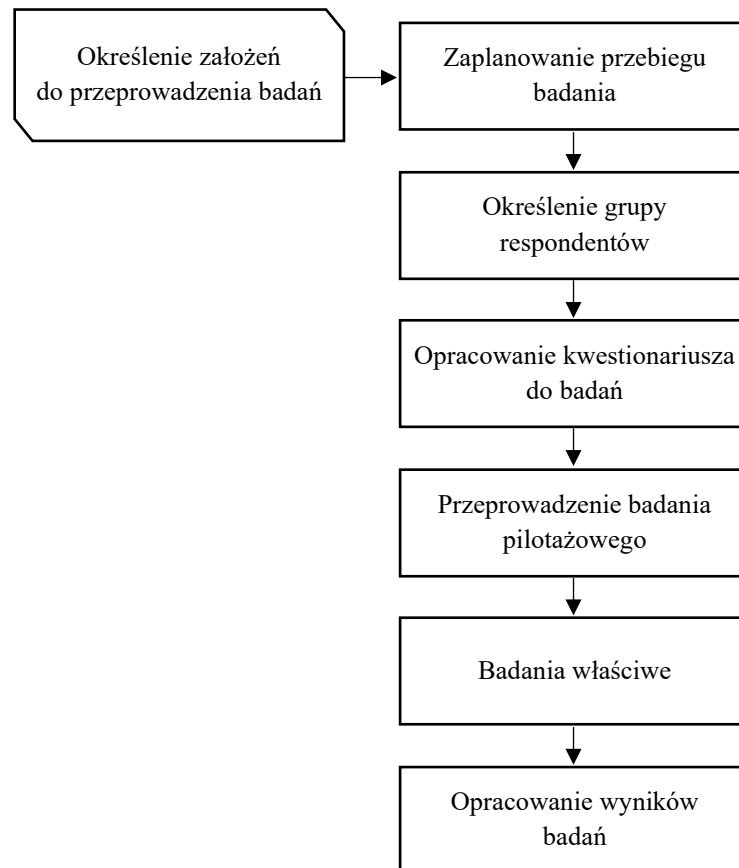 Określenie założeń
do przeprowadzenia badań
Zaplanowanie przebiegu
badania
Określenie grupy
respondentów
Opracowanie kwestionariusza
do badań
Przeprowadzenie badania
pilotażowego
Badania właściwe
Opracowanie wyników
badań